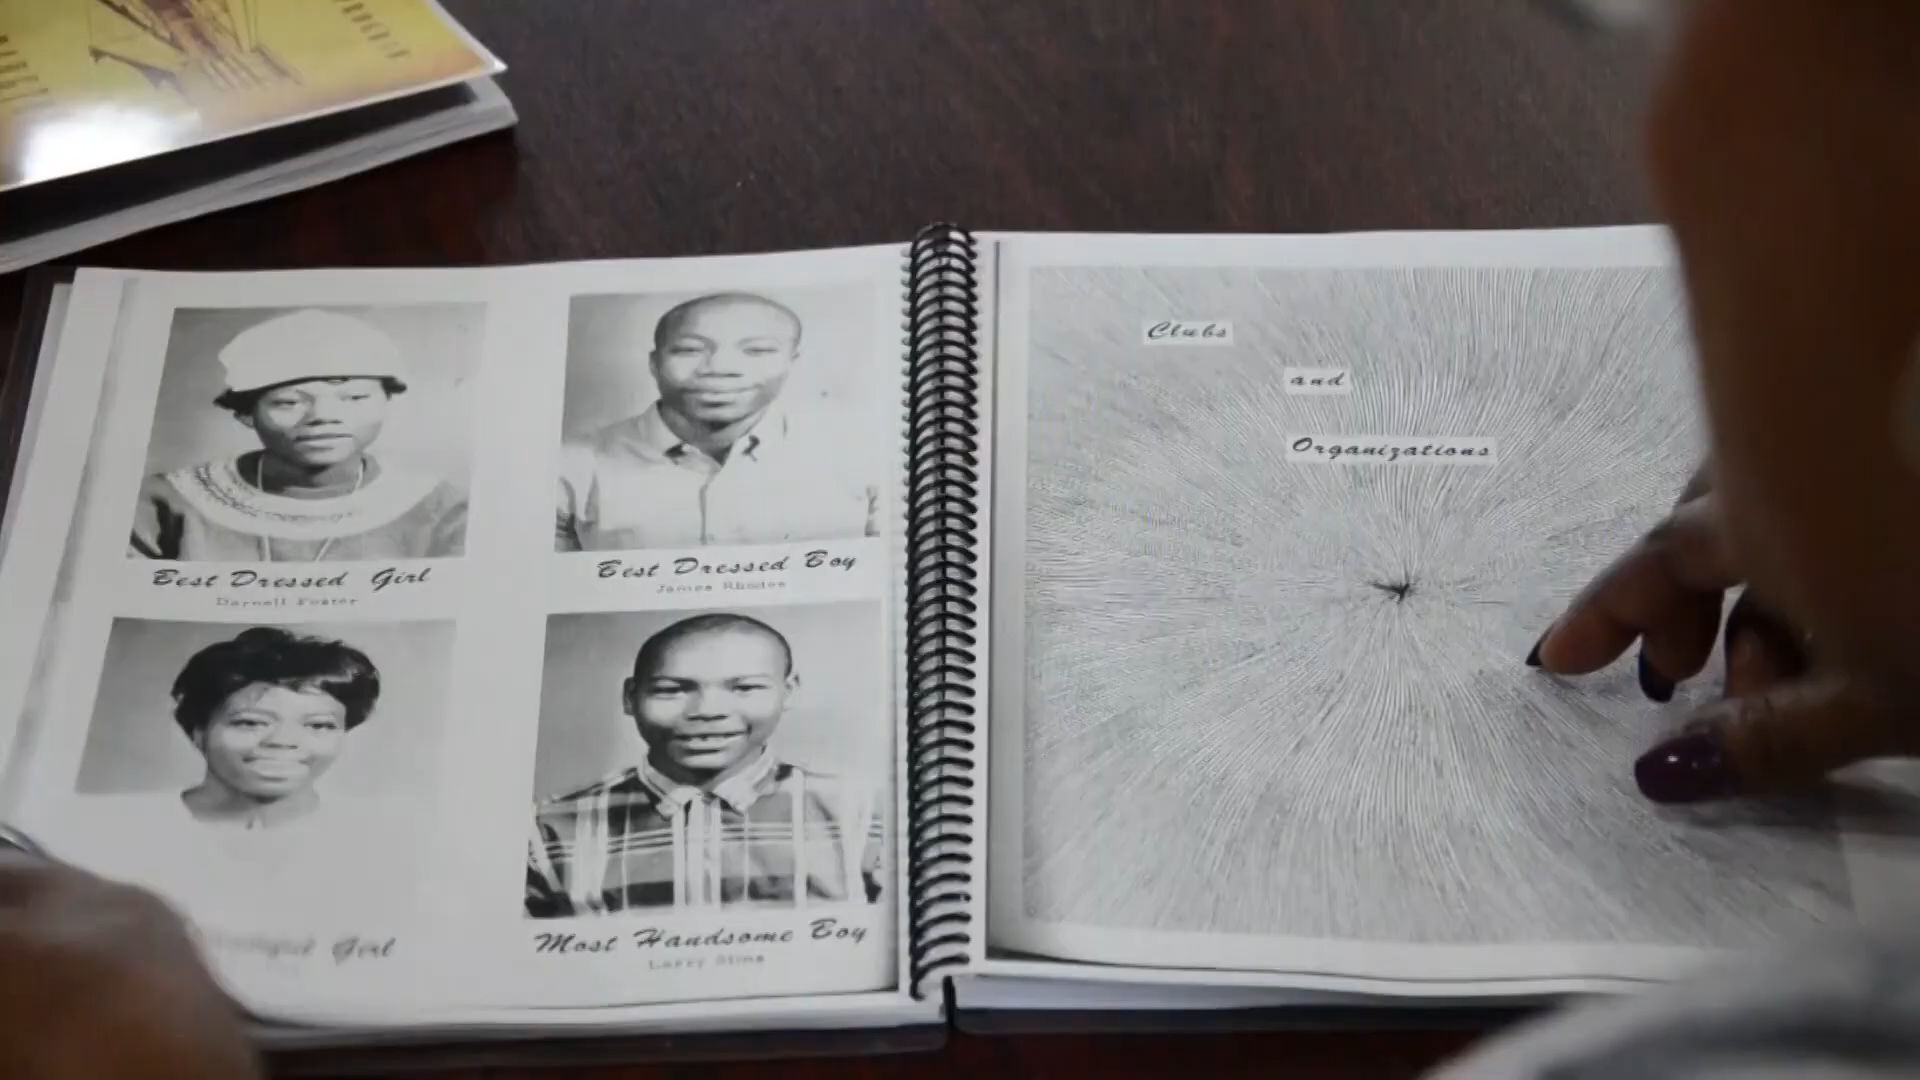 Best Dressed Girl
Darnell Foster
Best Dressed Boy
James Rhodes
Girl
Most Handsome Boy
Larry Sims
Clubs
and
Organizations